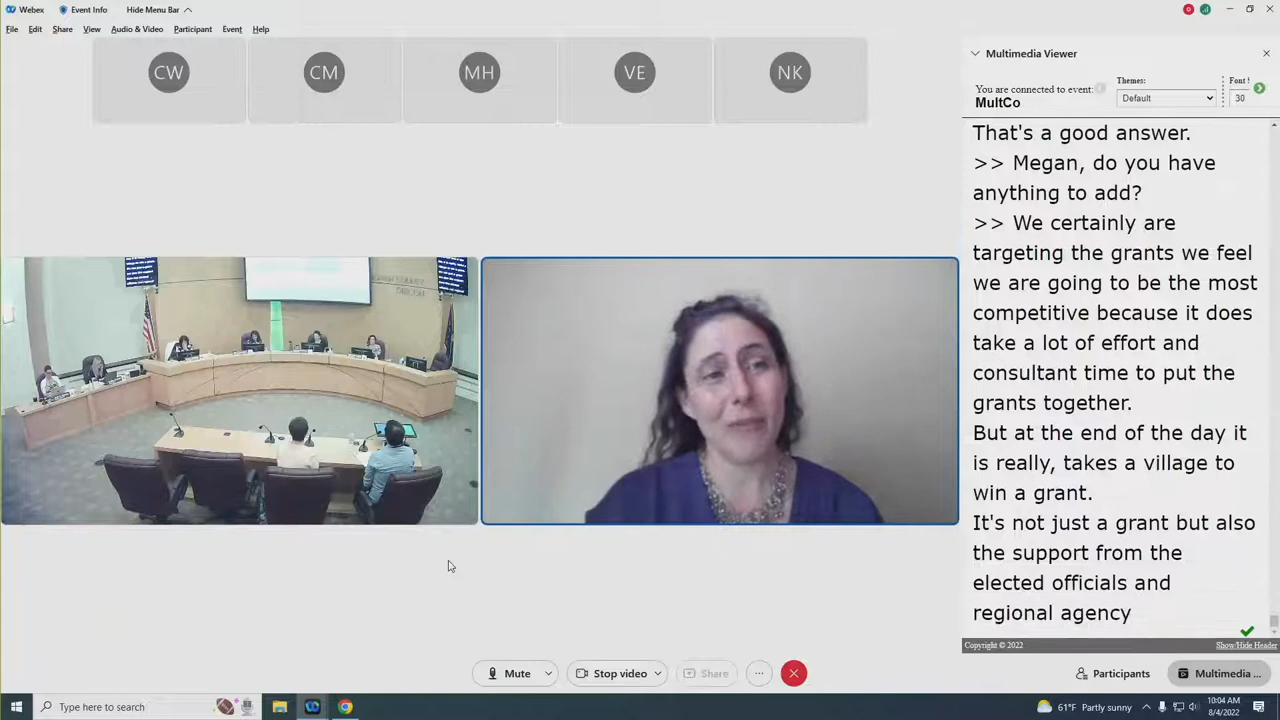 Webex
Event Info
Hide Menu Bar
File
Edit
Share
View
Audio & Video
Participant
Event
Help
CW
CM
MH
VE
NK
Multimedia Viewer
You are connected to event:
MultCo
Themes:
Default
Font
30
That's a good answer.
>> Megan, do you have
anything to add?
>> We certainly are
targeting the grants we feel
we are going to be the most
competitive because it does
take a lot of effort and
consultant time to put the
grants together.
But at the end of the day it
is really, takes a village to
win a grant.
It's not just a grant but also
the support from the
elected officials and
regional agency
Copyright © 2022
Show/Hide Header
Mute
Stop video
Share
Participants
Multimedia ...
Type here to search
61°F Partly sunny
10:04 AM
8/4/2022